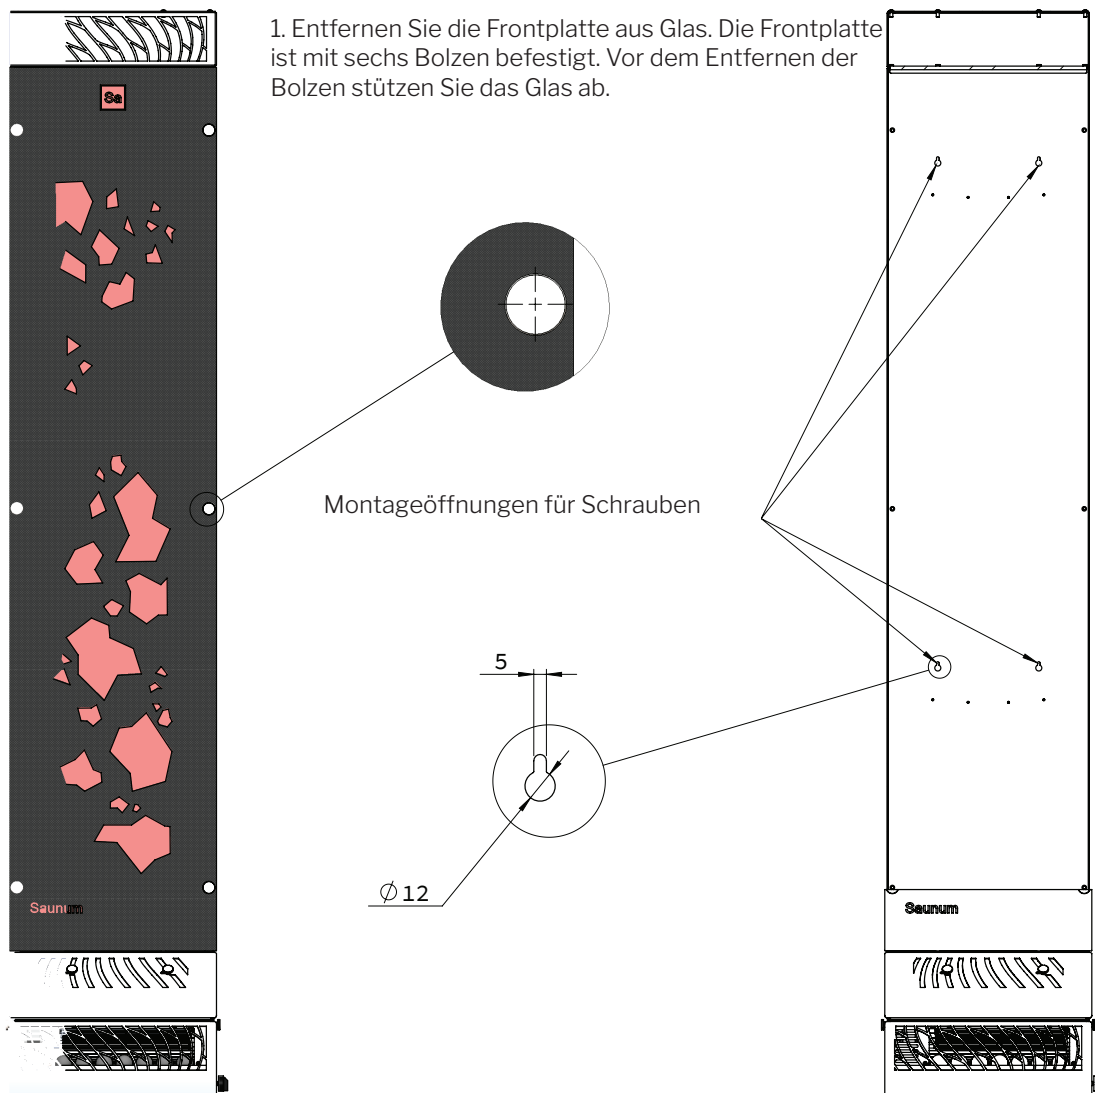 1. Entfernen Sie die Frontplatte aus Glas. Die Frontplatte
ist mit sechs Bolzen befestigt. Vor dem Entfernen der
Bolzen stützen Sie das Glas ab.
Sa
Montageöffnungen für Schrauben
5
∅ 12
Saunum
Saunum